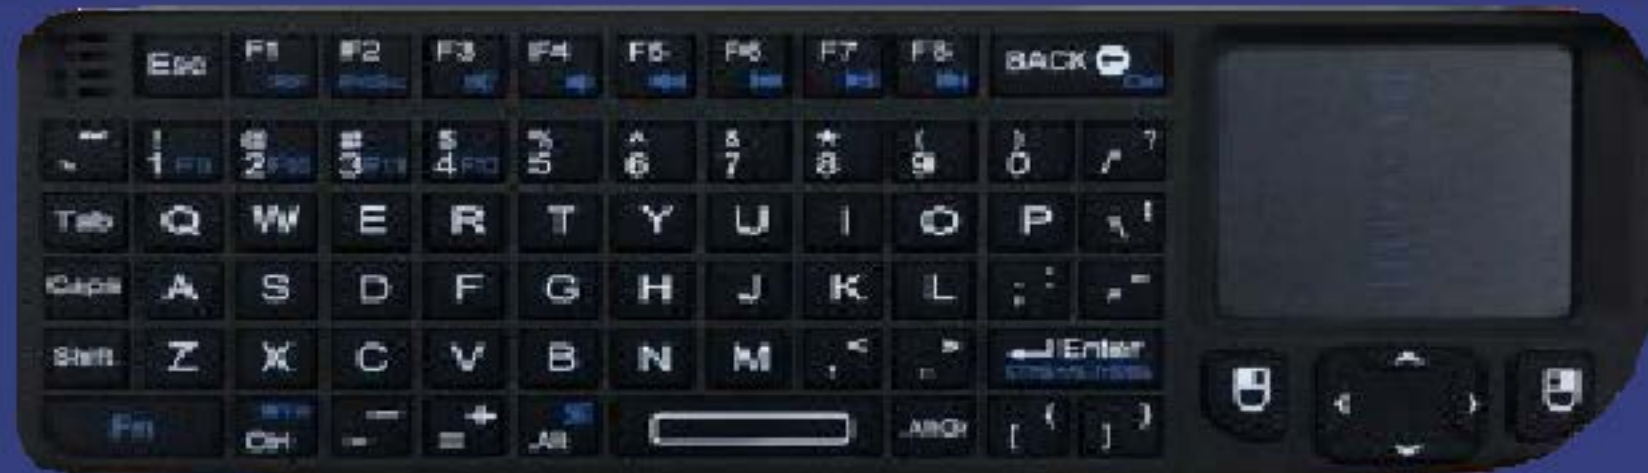 Esc F1 F2 F3 F4 F5 F6 F7 F8 BACK
~ ! 1 @ 2 # 3 $ 4 F12 % 5 ^ 6 & 7 * 8 ( 9 ) 0 / ?
Tab Q W E R T Y U I O P \ |
Caps A S D F G H J K L ; : ' "
Shift Z X C V B N M , < . > Enter
Fn Ctrl - _ = + Alt AltGr [ { ] }